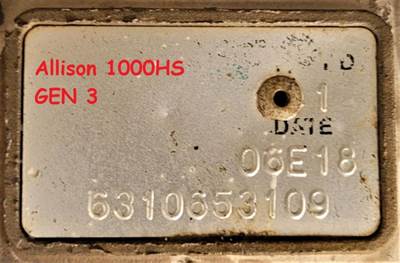 Allison 1000HS
GEN 3
D
1
DATE
06E18
6310653109